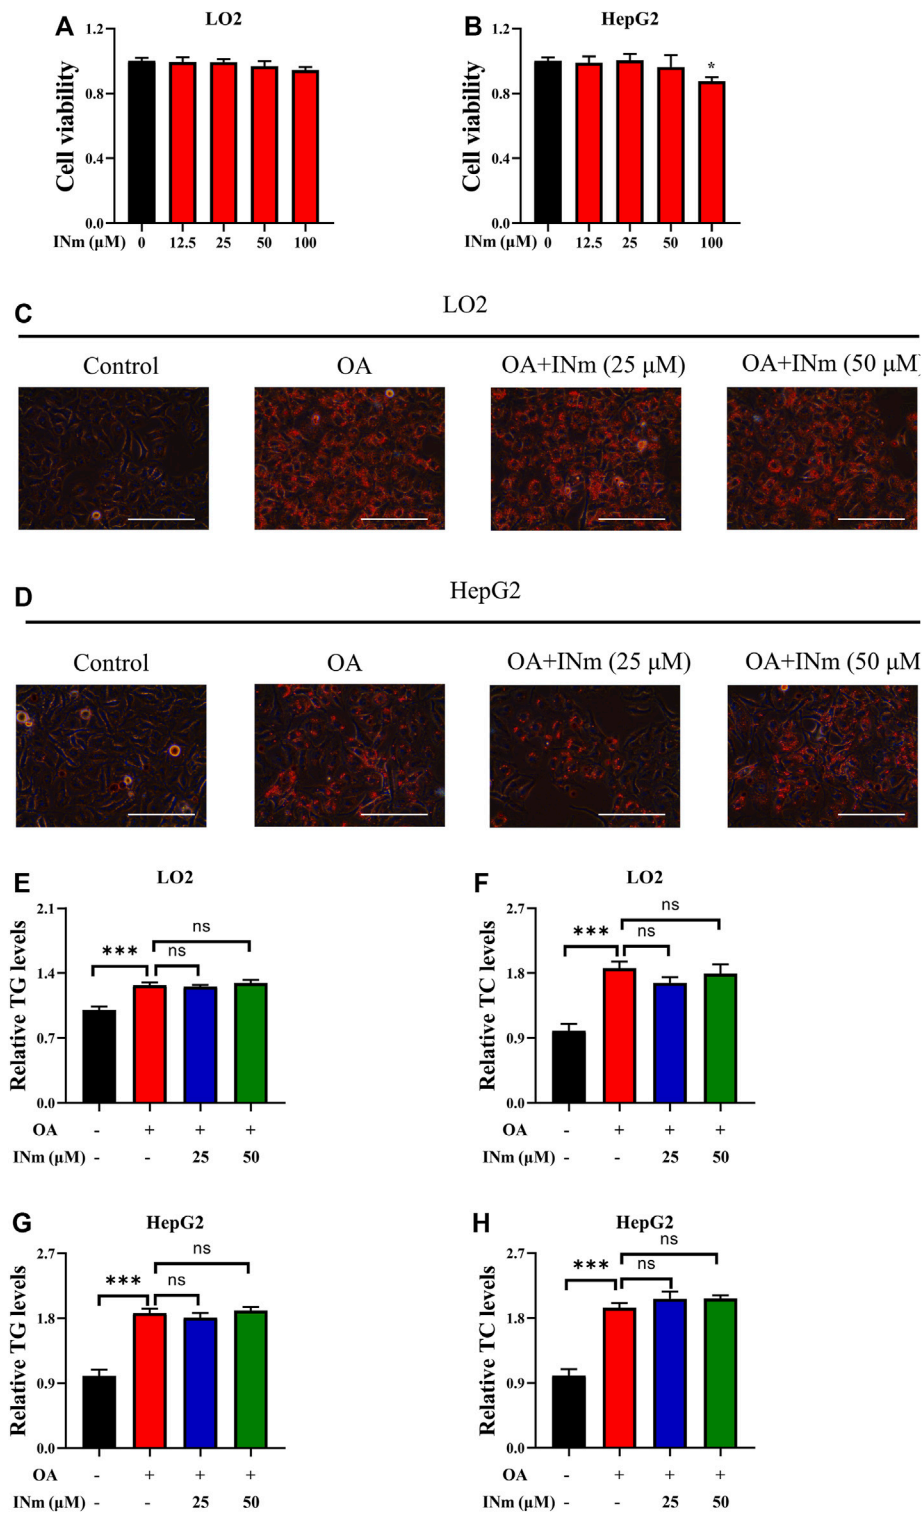 A LO2
1.2
0.8
0.4
0.0
Cell viability
INm (μM) 0 12.5 25 50 100
B HepG2
1.2
0.8
0.4
0.0
Cell viability
*
INm (μM) 0 12.5 25 50 100
C LO2
Control OA OA+INm (25 μM) OA+INm (50 μM)
D HepG2
Control OA OA+INm (25 μM) OA+INm (50 μM
E LO2
2.1
1.4
0.7
0.0
Relative TG levels
ns
*** ns
OA - + + +
INm (μM) - - 25 50
F LO2
2.7
1.8
0.9
0.0
Relative TC levels
ns
*** ns
OA - + + +
INm (μM) - - 25 50
G HepG2
2.7
1.8
0.9
0.0
Relative TG levels
ns
*** ns
OA - + + +
INm (μM) - - 25 50
H HepG2
2.7
1.8
0.9
0.0
Relative TC levels
ns
*** ns
OA - + + +
INm (μM) - - 25 50